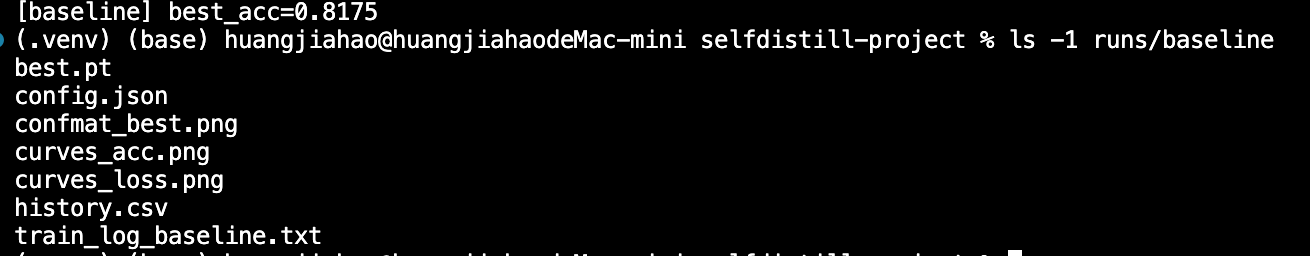 [baseline] best_acc=0.8175
(.venv) (base) huangjiahao@huangjiahaodeMac-mini selfdistill-project % ls -1 runs/baseline
best.pt
config.json
confmat_best.png
curves_acc.png
curves_loss.png
history.csv
train_log_baseline.txt